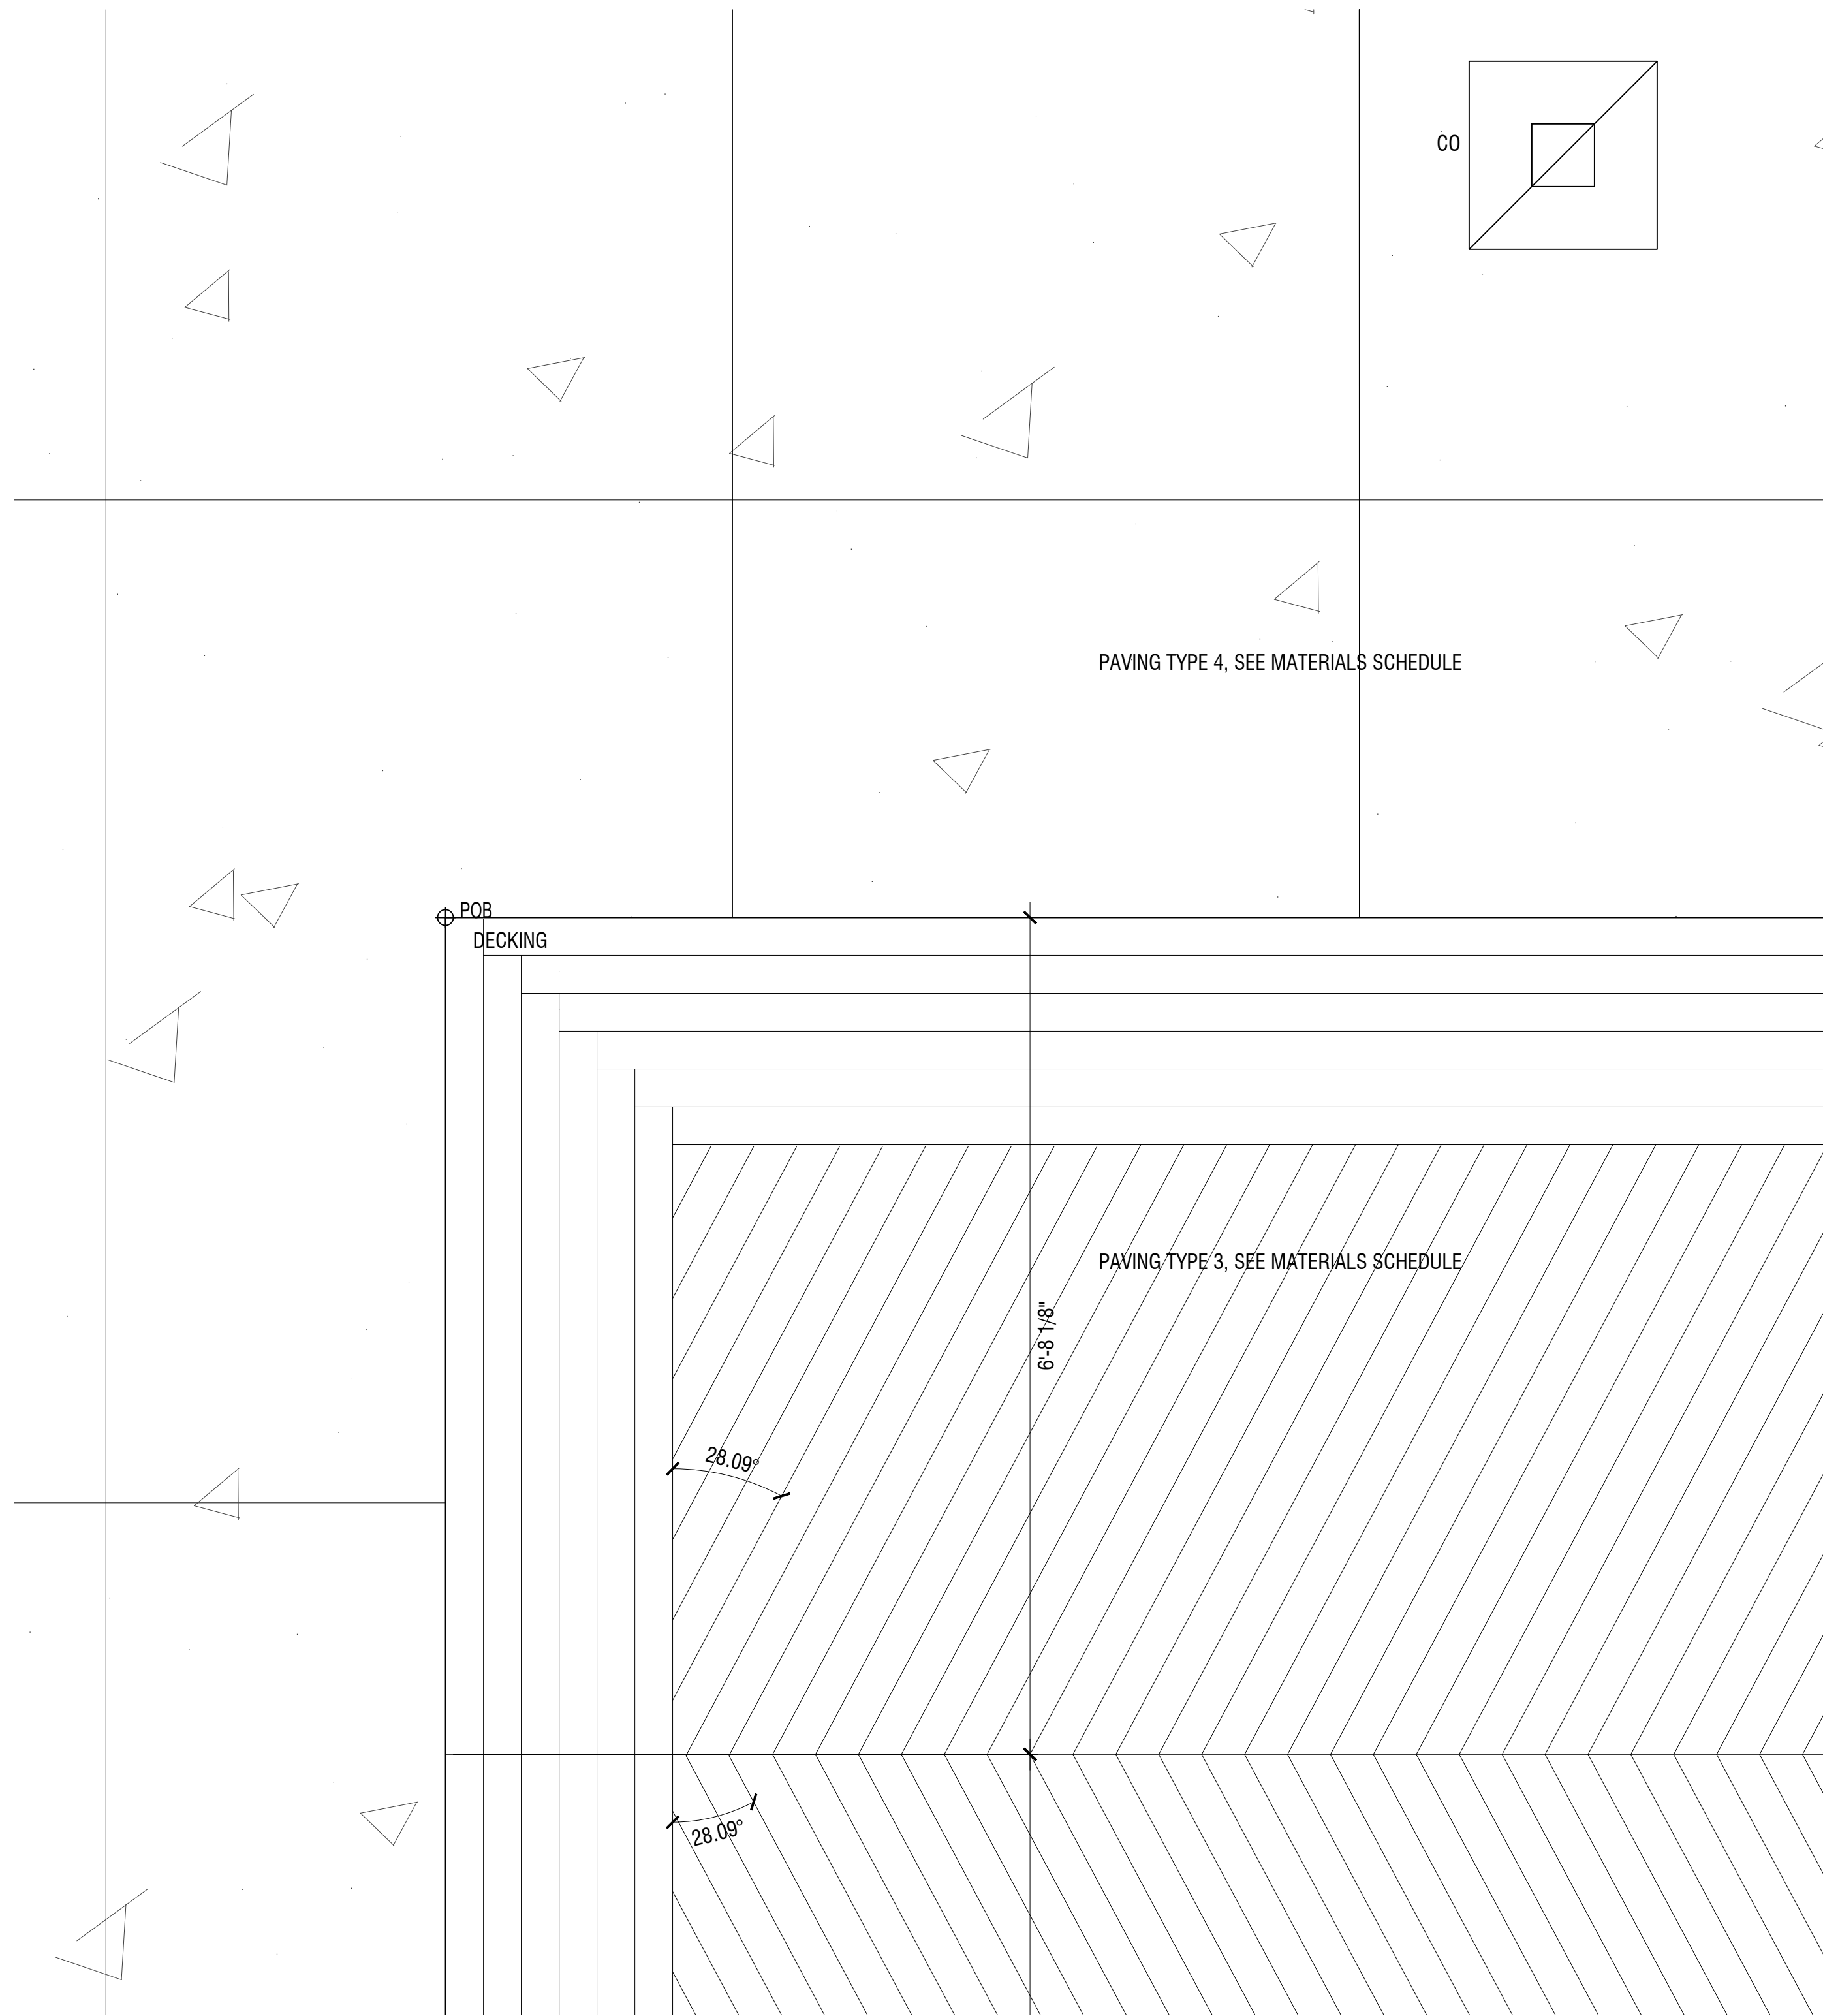 CO
PAVING TYPE 4, SEE MATERIALS SCHEDULE
POB
DECKING
PAVING TYPE 3, SEE MATERIALS SCHEDULE
6'-8 1/8"
28.09°
28.09°